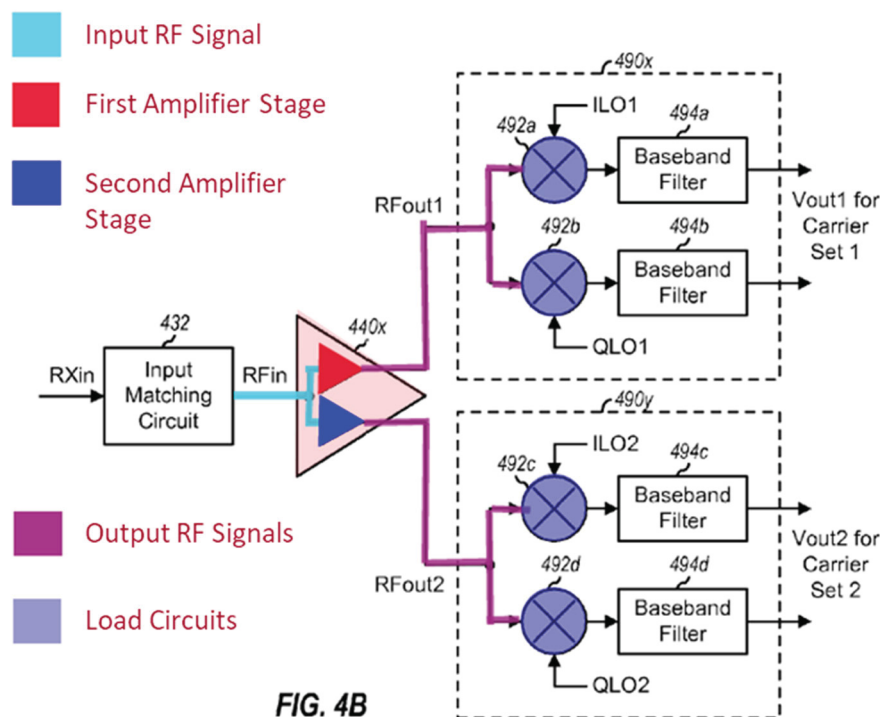 Input RF Signal
First Amplifier Stage
Second Amplifier
Stage
Output RF Signals
Load Circuits
RXin
432
Input
Matching
Circuit
RFin
440x
RFout1
RFout2
490x
492a
ILO1
494a
Baseband
Filter
492b
494b
Baseband
Filter
QLO1
Vout1 for
Carrier
Set 1
490y
492c
ILO2
494c
Baseband
Filter
492d
494d
Baseband
Filter
QLO2
Vout2 for
Carrier
Set 2
FIG. 4B